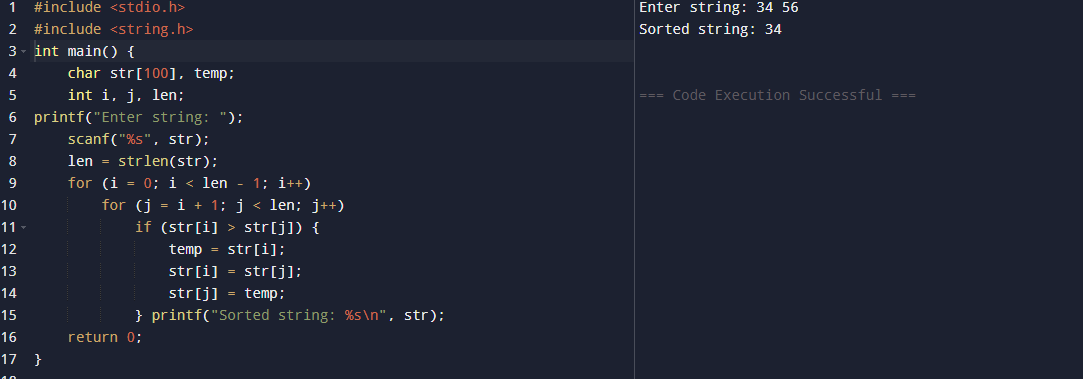 1 #include <stdio.h>
2 #include <string.h>
3 int main() {
4     char str[100], temp;
5     int i, j, len;
6 printf("Enter string: ");
7     scanf("%s", str);
8     len = strlen(str);
9     for (i = 0; i < len - 1; i++)
10         for (j = i + 1; j < len; j++)
11             if (str[i] > str[j]) {
12                 temp = str[i];
13                 str[i] = str[j];
14                 str[j] = temp;
15             } printf("Sorted string: %s\n", str);
16     return 0;
17 }
Enter string: 34 56
Sorted string: 34
=== Code Execution Successful ===